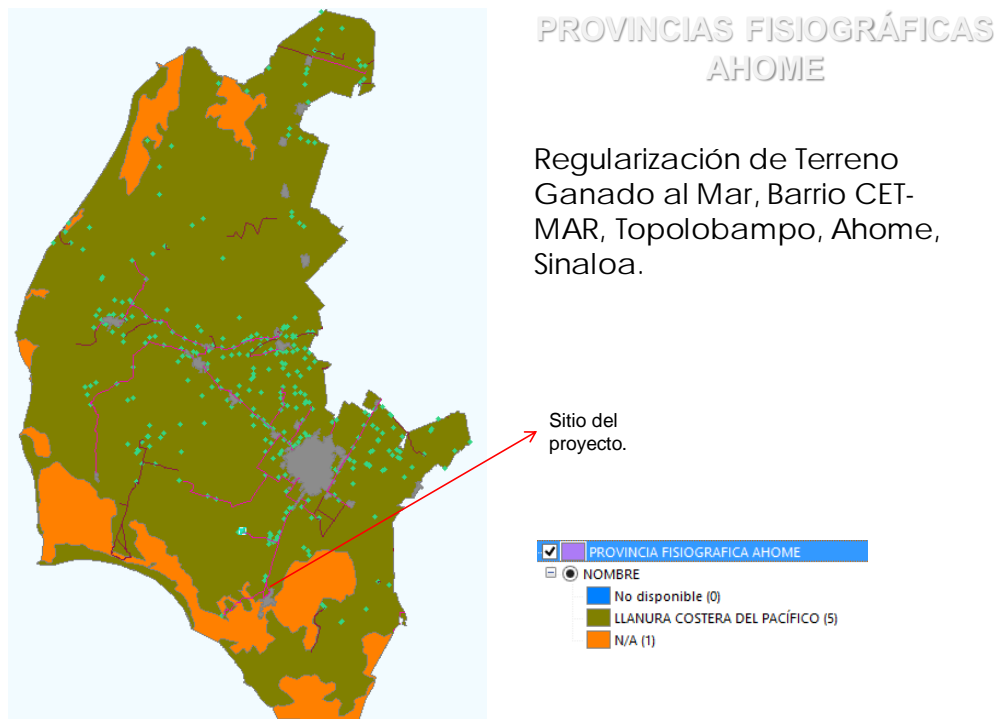 PROVINCIAS FISIOGRÁFICAS
AHOME
Regularización de Terreno
Ganado al Mar, Barrio CET-
MAR, Topolobampo, Ahome,
Sinaloa.
Sitio del
proyecto.
PROVINCIA FISIOGRAFICA AHOME
NOMBRE
No disponible (0)
LLANURA COSTERA DEL PACÍFICO (5)
N/A (1)